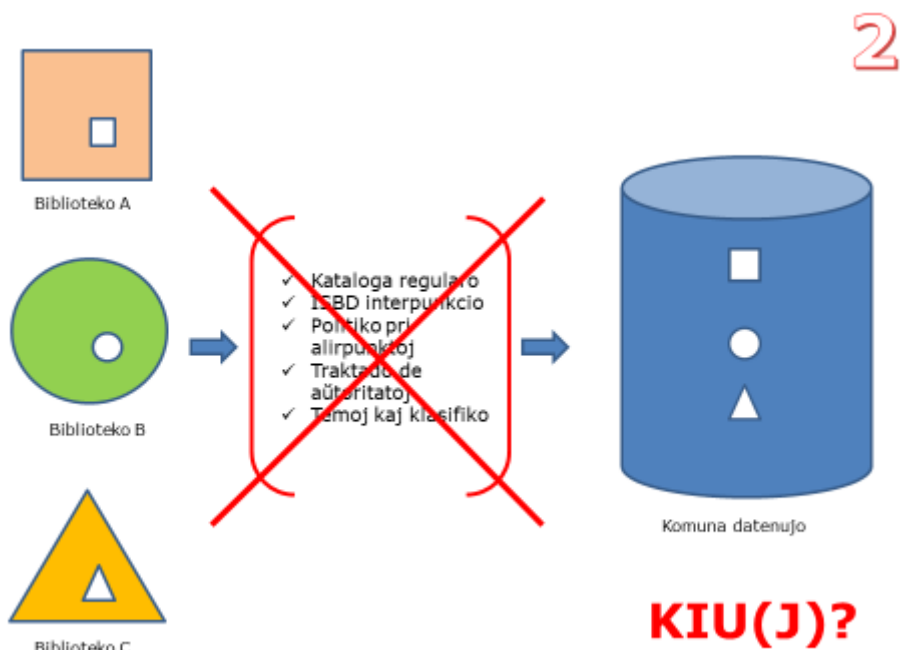 2
Biblioteko A
Biblioteko B
Biblioteko C
✓ Kataloga regularo
✓ ISBD interpunkcio
✓ Politiko pri
alirpunktoj
✓ Traktado de
aŭtoritatoj
✓ Temoj kaj klasifiko
Komuna datenujo
KIU(J)?